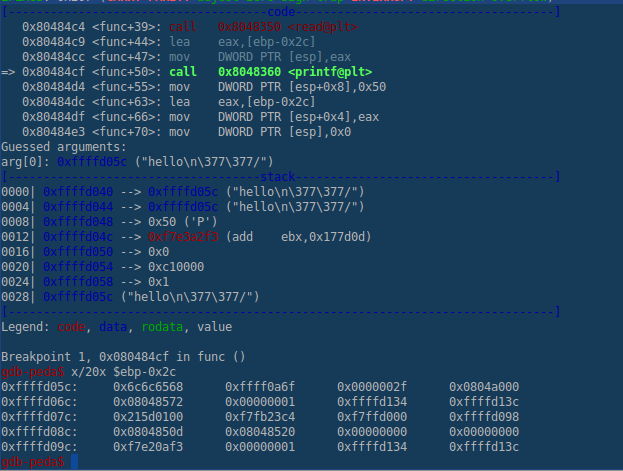 [-------------------------------------code-------------------------------------]
   0x80484c4 <func+39>: call   0x8048350 <read@plt>
   0x80484c9 <func+44>: lea    eax,[ebp-0x2c]
   0x80484cc <func+47>: mov    DWORD PTR [esp],eax
=> 0x80484cf <func+50>: call   0x8048360 <printf@plt>
   0x80484d4 <func+55>: mov    DWORD PTR [esp+0x8],0x50
   0x80484dc <func+63>: lea    eax,[ebp-0x2c]
   0x80484df <func+66>: mov    DWORD PTR [esp+0x4],eax
   0x80484e3 <func+70>: mov    DWORD PTR [esp],0x0
Guessed arguments:
arg[0]: 0xffffd05c ("hello\n\377\377/")
[------------------------------------stack-------------------------------------]
0000| 0xffffd040 --> 0xffffd05c ("hello\n\377\377/")
0004| 0xffffd044 --> 0xffffd05c ("hello\n\377\377/")
0008| 0xffffd048 --> 0x50 ('P')
0012| 0xffffd04c --> 0xf7e3a2f3 (add    ebx,0x177d0d)
0016| 0xffffd050 --> 0x0
0020| 0xffffd054 --> 0xc10000
0024| 0xffffd058 --> 0x1
0028| 0xffffd05c ("hello\n\377\377/")
[------------------------------------------------------------------------------]
Legend: code, data, rodata, value

Breakpoint 1, 0x080484cf in func ()
gdb-peda$ x/20x $ebp-0x2c
0xffffd05c:	0x6c6c6568	0xffff0a6f	0x0000002f	0x0804a000
0xffffd06c:	0x08048572	0x00000001	0xffffd134	0xffffd13c
0xffffd07c:	0x215d0100	0xf7fb23c4	0xf7ffd000	0xffffd098
0xffffd08c:	0x0804850d	0x08048520	0x00000000	0x00000000
0xffffd09c:	0xf7e20af3	0x00000001	0xffffd134	0xffffd13c
gdb-peda$